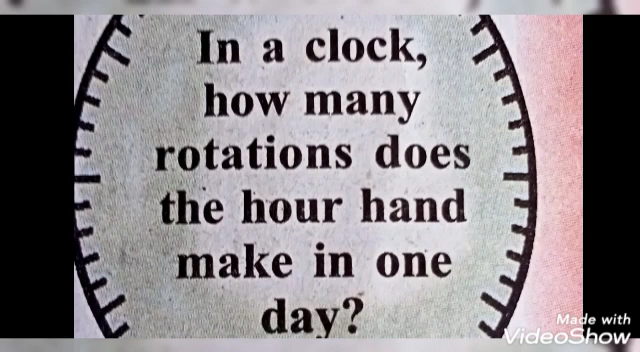 In a clock,
how many
rotations does
the hour hand
make in one
day?
Made with
VideoShow